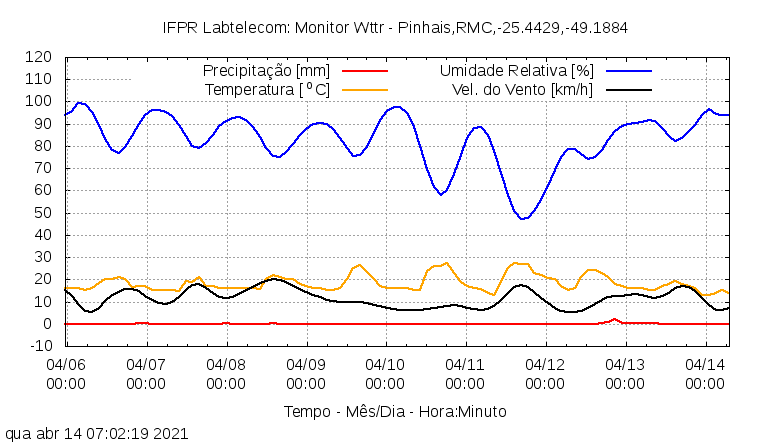 IFPR Labtelecom: Monitor Wttr - Pinhais,RMC,-25.4429,-49.1884
Precipitação [mm]
Temperatura [⁰C]
Umidade Relativa [%]
Vel. do Vento [km/h]
120
110
100
90
80
70
60
50
40
30
20
10
0
-10
04/06 04/07 04/08 04/09 04/10 04/11 04/12 04/13 04/14
00:00 00:00 00:00 00:00 00:00 00:00 00:00 00:00 00:00
Tempo - Mês/Dia - Hora:Minuto
qua abr 14 07:02:19 2021